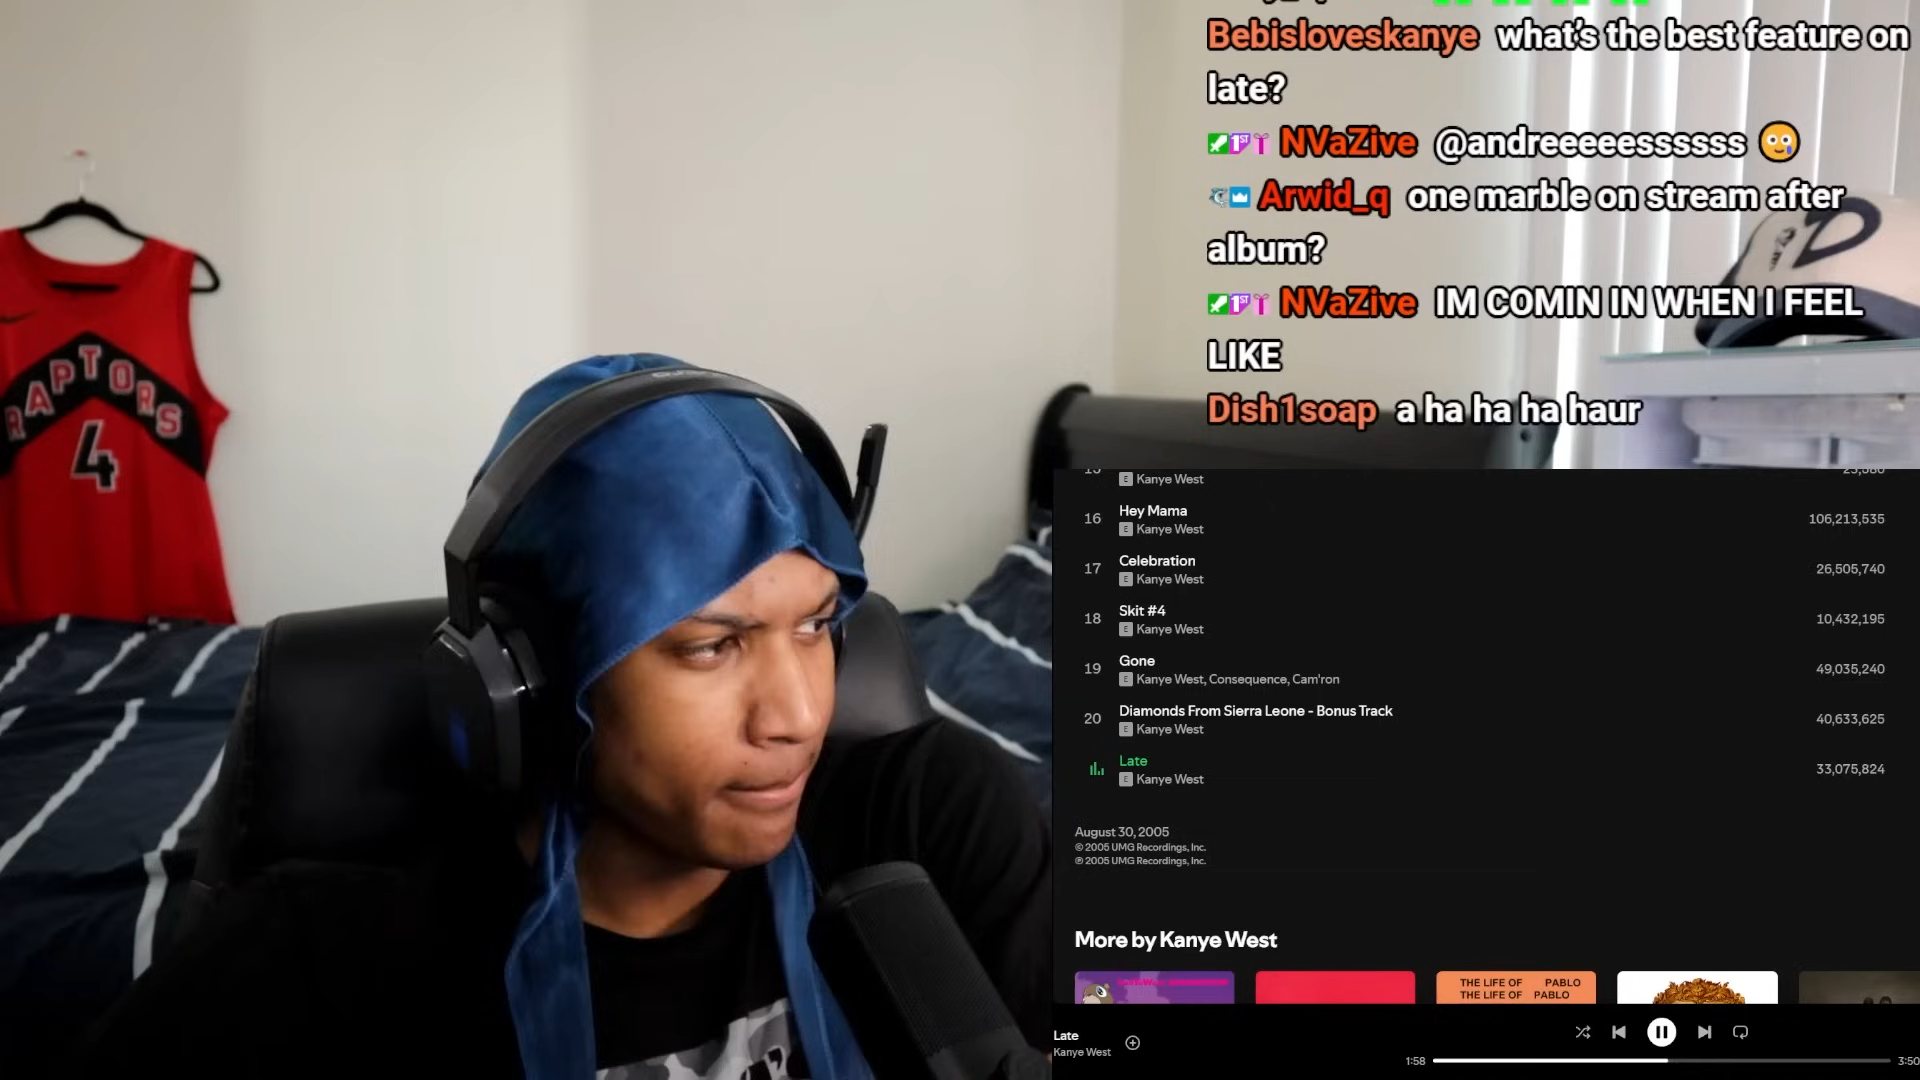 Bebisloveskanye what's the best feature on
late?
NVaZive @andreeeeessssss
Arwid_q one marble on stream after
album?
NVaZive IM COMIN IN WHEN I FEEL
LIKE
Dish1soap a ha ha ha haur
RAPTORS
4
E Kanye West
16 Hey Mama 106,213,535
E Kanye West
17 Celebration 26,505,740
E Kanye West
18 Skit #4 10,432,195
E Kanye West
19 Gone 49,035,240
E Kanye West, Consequence, Cam'ron
20 Diamonds From Sierra Leone - Bonus Track 40,633,625
E Kanye West
Late 33,075,824
E Kanye West
August 30, 2005
© 2005 UMG Recordings, Inc.
℗ 2005 UMG Recordings, Inc.
More by Kanye West
THE LIFE OF PABLO
THE LIFE OF PABLO
Late
Kanye West
1:58
3:50